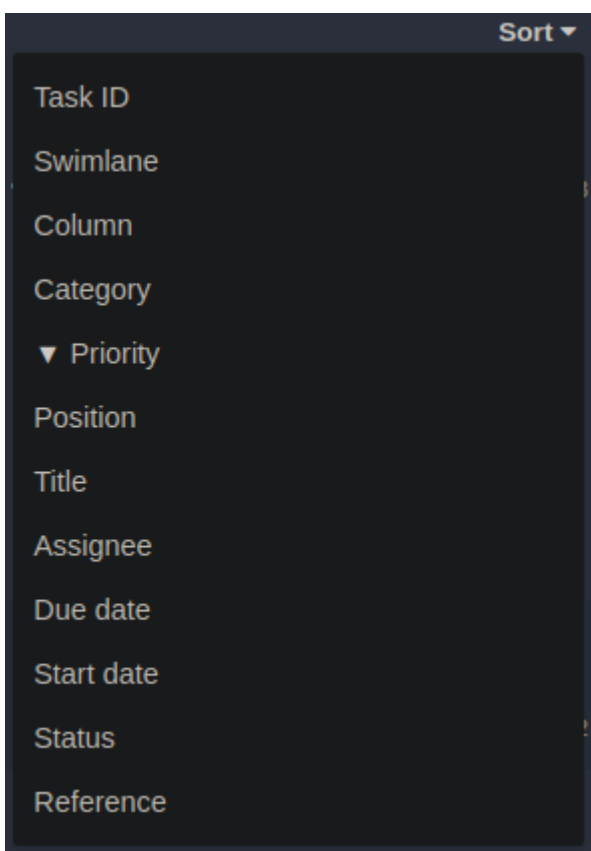 Sort ▼
Task ID
Swimlane
Column
Category
▼ Priority
Position
Title
Assignee
Due date
Start date
Status
Reference